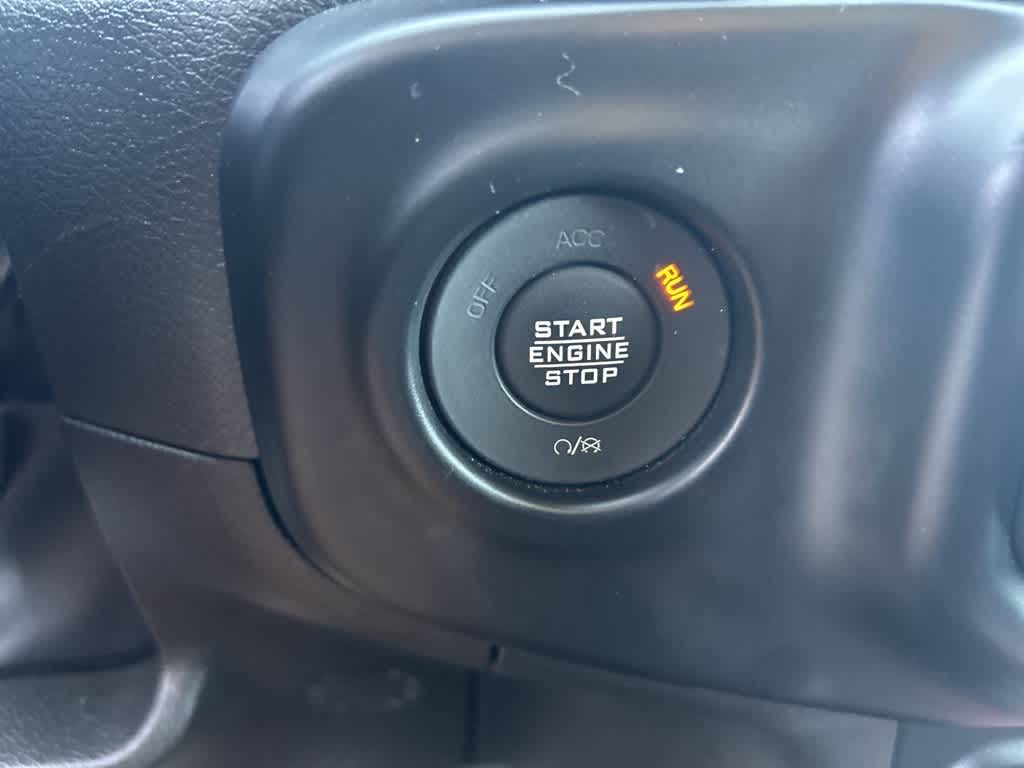 ACC
OFF
RUN
START
ENGINE
STOP